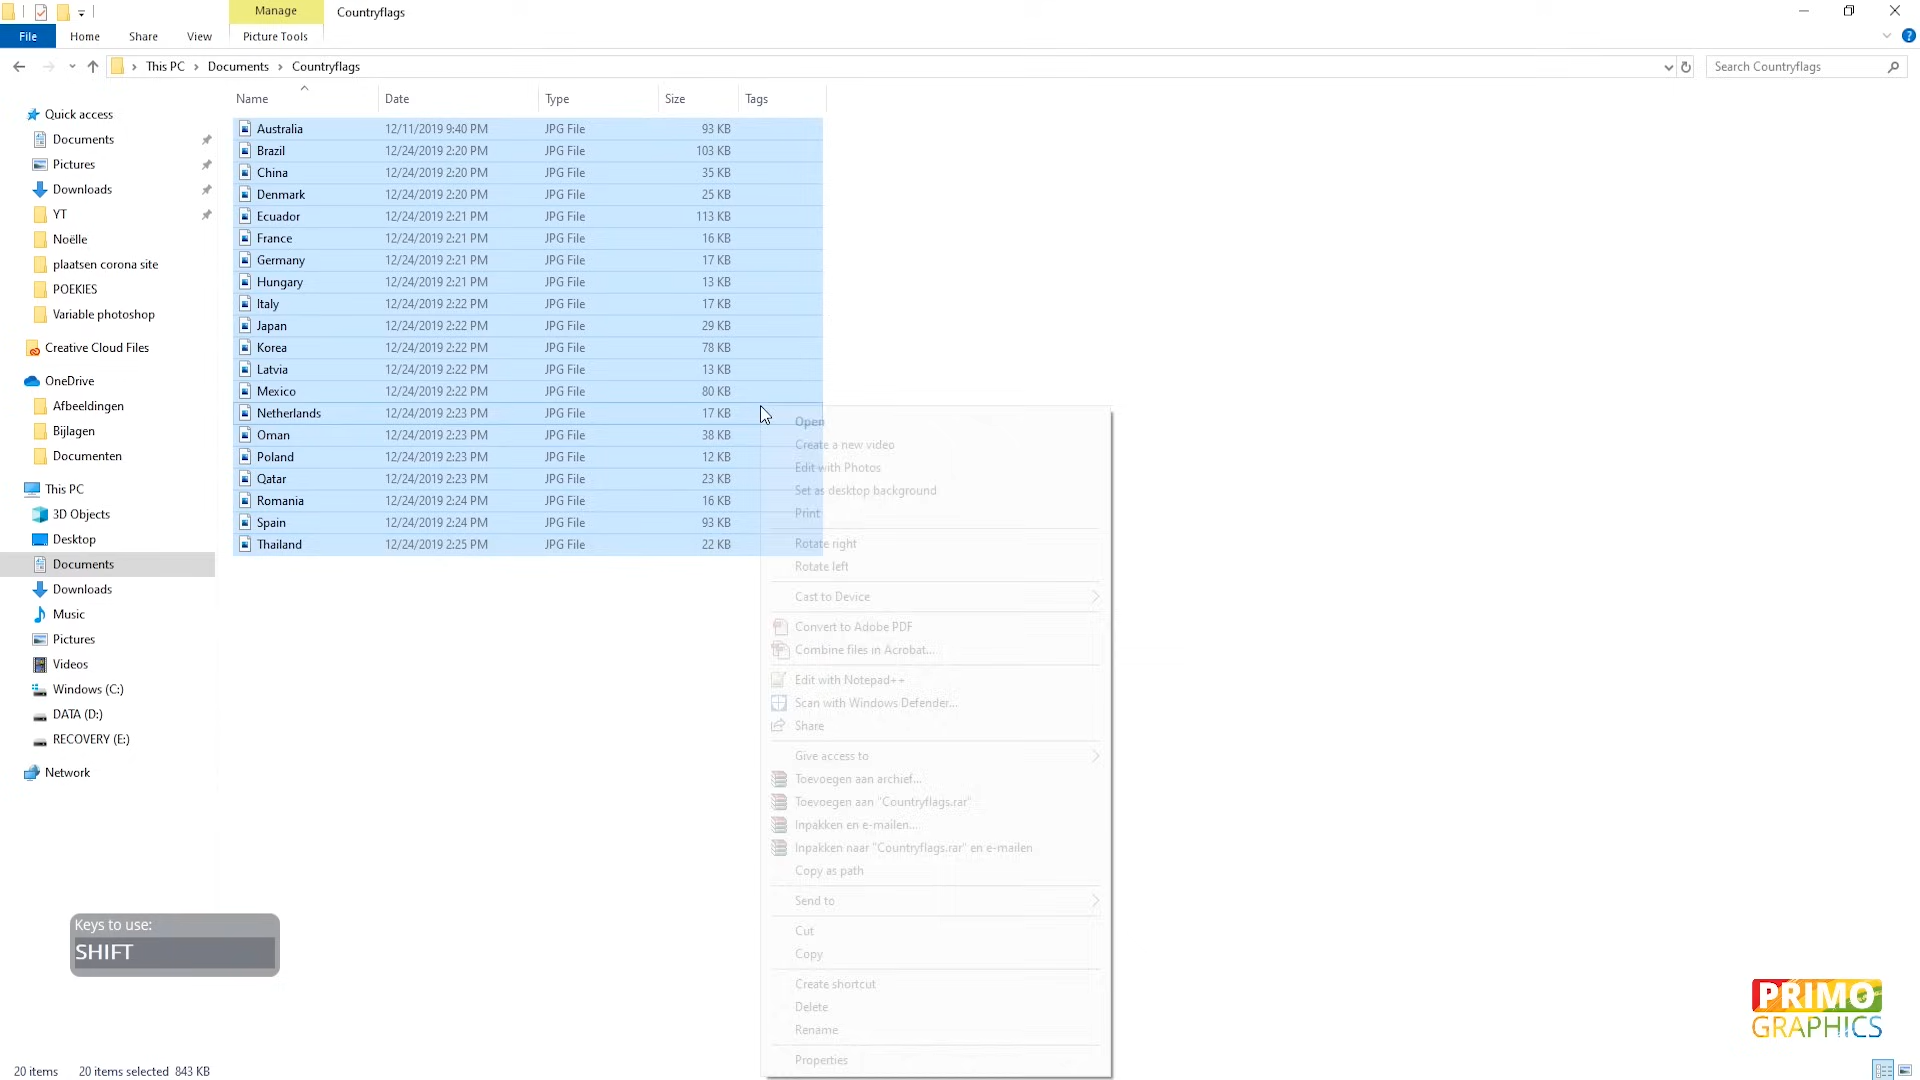 Manage
Countryflags
File
Home
Share
View
Picture Tools
This PC
Documents
Countryflags
Search Countryflags
Name
Date
Type
Size
Tags
Quick access
Documents
Pictures
Downloads
YT
Noëlle
plaatsen corona site
POEKIES
Variable photoshop
Creative Cloud Files
OneDrive
Afbeeldingen
Bijlagen
Documenten
This PC
3D Objects
Desktop
Documents
Downloads
Music
Pictures
Videos
Windows (C:)
DATA (D:)
RECOVERY (E:)
Network
Australia 12/11/2019 9:40 PM JPG File 93 KB
Brazil 12/24/2019 2:20 PM JPG File 103 KB
China 12/24/2019 2:20 PM JPG File 35 KB
Denmark 12/24/2019 2:20 PM JPG File 25 KB
Ecuador 12/24/2019 2:21 PM JPG File 113 KB
France 12/24/2019 2:21 PM JPG File 16 KB
Germany 12/24/2019 2:21 PM JPG File 17 KB
Hungary 12/24/2019 2:21 PM JPG File 13 KB
Italy 12/24/2019 2:22 PM JPG File 17 KB
Japan 12/24/2019 2:22 PM JPG File 29 KB
Korea 12/24/2019 2:22 PM JPG File 78 KB
Latvia 12/24/2019 2:22 PM JPG File 13 KB
Mexico 12/24/2019 2:22 PM JPG File 80 KB
Netherlands 12/24/2019 2:23 PM JPG File 17 KB
Oman 12/24/2019 2:23 PM JPG File 38 KB
Poland 12/24/2019 2:23 PM JPG File 12 KB
Qatar 12/24/2019 2:23 PM JPG File 23 KB
Romania 12/24/2019 2:24 PM JPG File 16 KB
Spain 12/24/2019 2:24 PM JPG File 93 KB
Thailand 12/24/2019 2:25 PM JPG File 22 KB
Open
Create a new video
Edit with Photos
Set as desktop background
Print
Rotate right
Rotate left
Cast to Device
Convert to Adobe PDF
Combine files in Acrobat...
Edit with Notepad++
Scan with Windows Defender...
Share
Give access to
Toevoegen aan archief...
Toevoegen aan "Countryflags.rar"
Inpakken en e-mailen...
Inpakken naar "Countryflags.rar" en e-mailen
Copy as path
Send to
Cut
Copy
Create shortcut
Delete
Rename
Properties
Keys to use:
SHIFT
PRIMO
GRAPHICS
20 items
20 items selected 843 KB